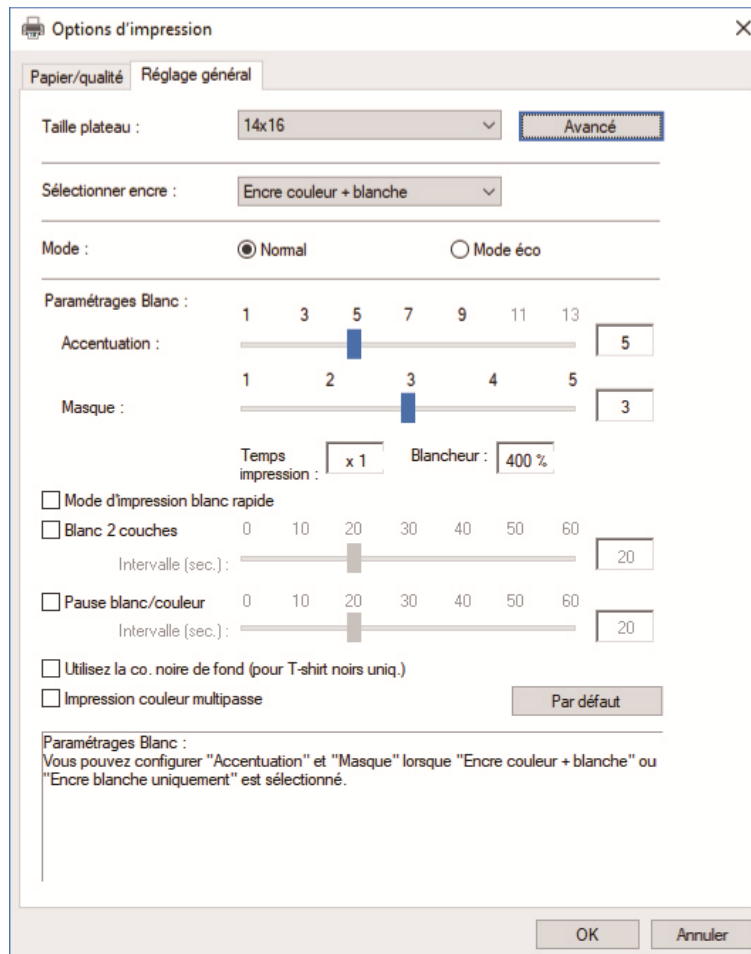 Options d'impression
Papier/qualité
Réglage général
Taille plateau :
14x16
Avancé
Sélectionner encre :
Encre couleur + blanche
Mode :
Normal
Mode éco
Paramétrages Blanc :
1 3 5 7 9 11 13
Accentuation :
5
1 2 3 4 5
Masque :
3
Temps
impression :
x 1
Blancheur :
400 %
Mode d'impression blanc rapide
Blanc 2 couches
0 10 20 30 40 50 60
Intervalle (sec.) :
20
Pause blanc/couleur
0 10 20 30 40 50 60
Intervalle (sec.) :
20
Utilisez la co. noire de fond (pour T-shirt noirs uniq.)
Impression couleur multipasse
Par défaut
Paramétrages Blanc :
Vous pouvez configurer "Accentuation" et "Masque" lorsque "Encre couleur + blanche" ou
"Encre blanche uniquement" est sélectionné.
OK
Annuler